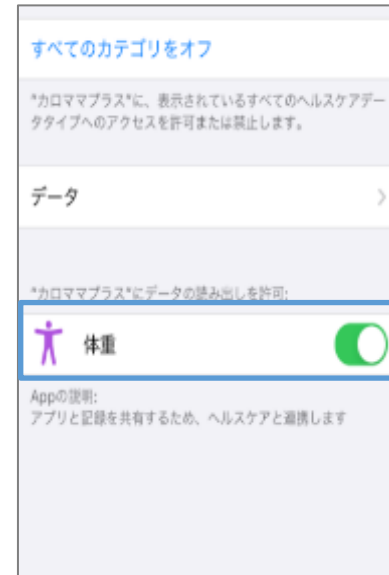 すべてのカテゴリをオフ
"カロママプラス"に、表示されているすべてのヘルスケアデー
タタイプへのアクセスを許可または禁止します。
データ
"カロママプラス"にデータの読み出しを許可:
体重
Appの説明:
アプリと記録を共有するため、ヘルスケアと連携します